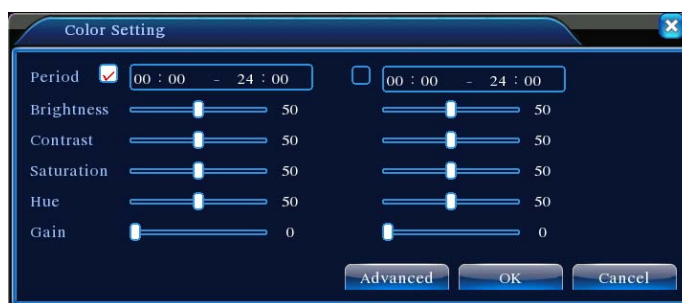 Color Setting
Period 00 : 00 - 24 : 00 00 : 00 - 24 : 00
Brightness 50 50
Contrast 50 50
Saturation 50 50
Hue 50 50
Gain 0 0
Advanced OK Cancel